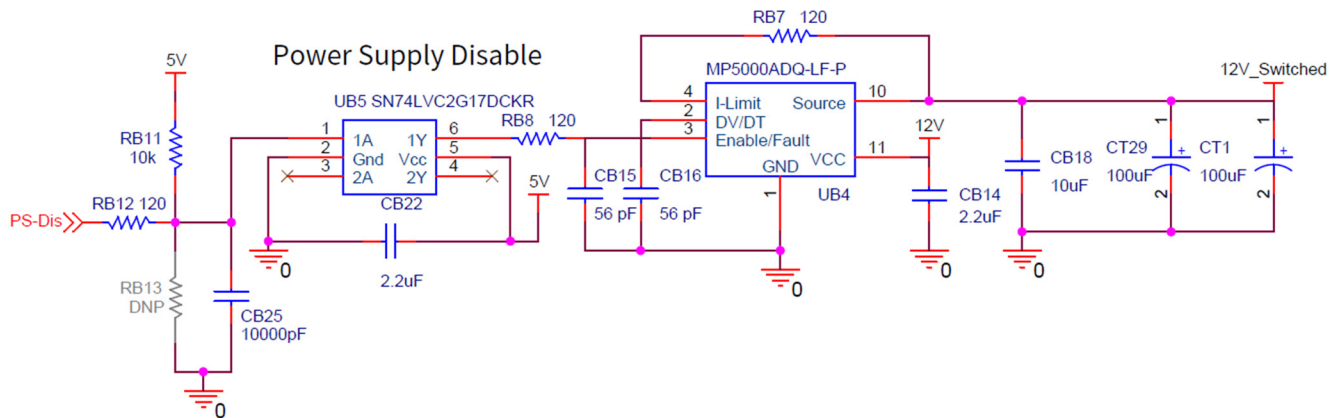 RB7 120
Power Supply Disable
MP5000ADQ-LF-P
5V
12V_Switched
UB5 SN74LVC2G17DCKR
4
I-Limit
Source
10
2
DV/DT
3
Enable/Fault
12V
GND
VCC
11
1
UB4
RB11
10k
1
1A
1Y
6
2
Gnd
Vcc
5
3
2A
2Y
4
RB8 120
CB15
56 pF
CB16
56 pF
CB14
2.2uF
CB18
10uF
CT29
100uF
1
2
CT1
100uF
1
2
5V
CB22
2.2uF
PS-Dis
RB12 120
RB13
DNP
CB25
10000pF
0
0
0
0
0